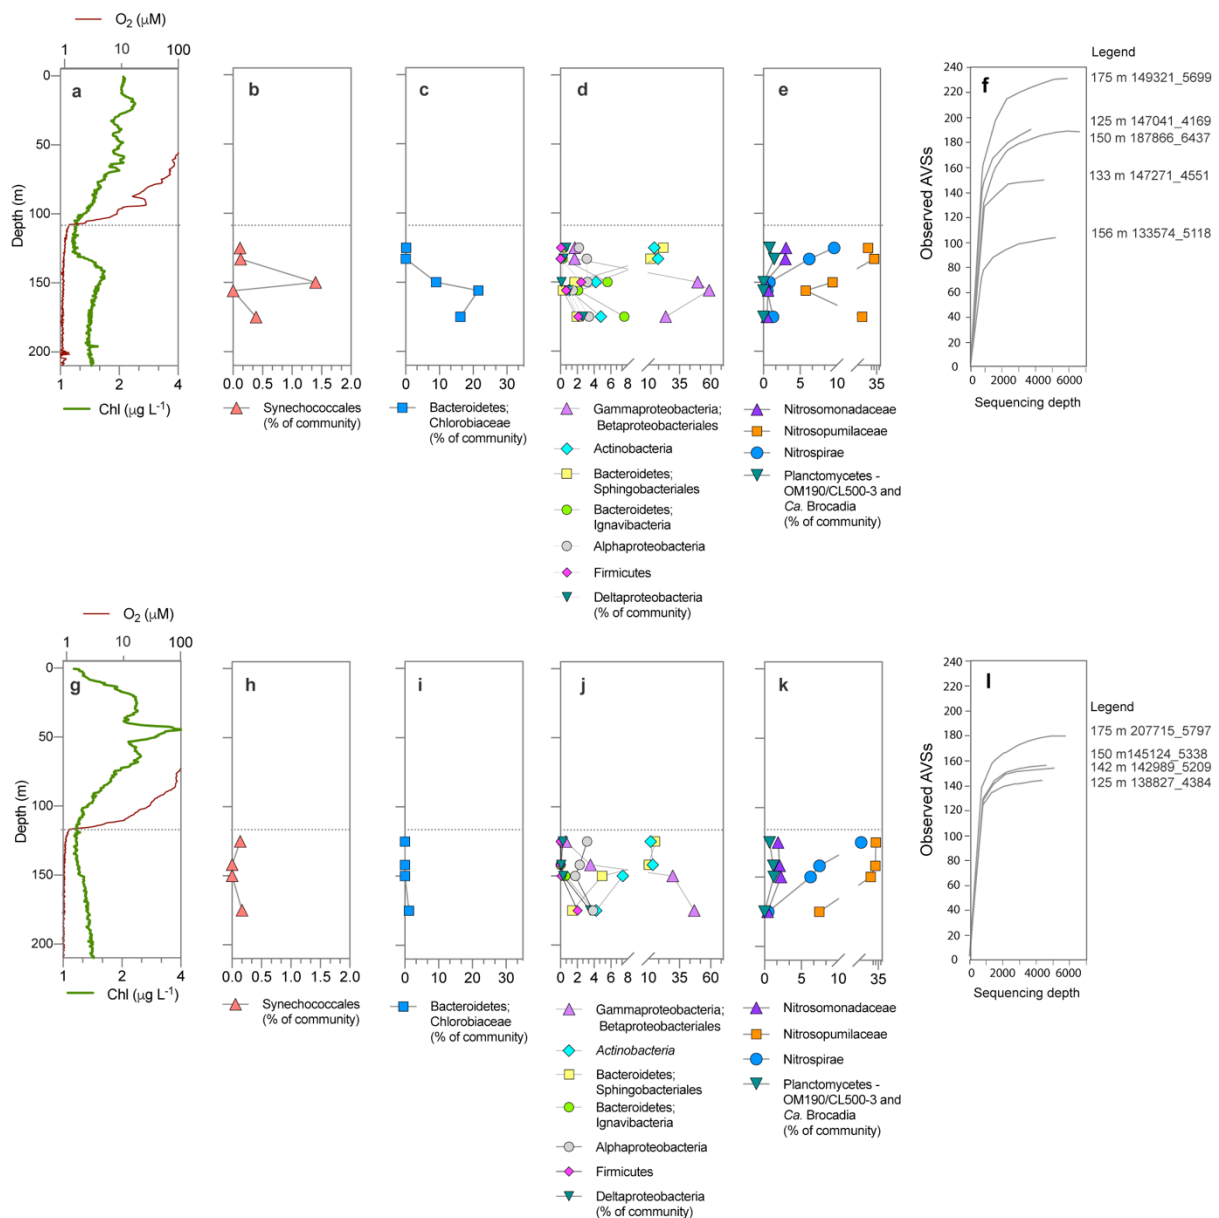 O2 (µM)
1 10 100
Legend
a b c d e f
0
50
100
150
200
Depth (m)
1 2 4
Chl (µg L-1)
0.0 0.5 1.0 1.5 2.0
Synechococcales
(% of community)
0 10 20 30
Bacteroidetes;
Chlorobiaceae
(% of community)
0 2 4 6 8 10 35 60
Gammaproteobacteria;
Betaproteobacteriales
Actinobacteria
Bacteroidetes;
Sphingobacteriales
Bacteroidetes;
Ignavibacteria
Alphaproteobacteria
Firmicutes
Deltaproteobacteria
(% of community)
0 5 10 35
Nitrosomonadaceae
Nitrosopumilaceae
Nitrospirae
Planctomycetes -
OM190/CL500-3 and
Ca. Brocadia
(% of community)
Observed AVSs
240
220
200
180
160
140
120
100
80
60
40
20
0
0 2000 4000 6000
Sequencing depth
175 m 149321_5699
125 m 147041_4169
150 m 187866_6437
133 m 147271_4551
156 m 133574_5118
O2 (µM)
1 10 100
g h i j k l
0
50
100
150
200
Depth (m)
1 2 4
Chl (µg L-1)
0.0 0.5 1.0 1.5 2.0
Synechococcales
(% of community)
0 10 20 30
Bacteroidetes;
Chlorobiaceae
(% of community)
0 2 4 6 8 10 35 60
Gammaproteobacteria;
Betaproteobacteriales
Actinobacteria
Bacteroidetes;
Sphingobacteriales
Bacteroidetes;
Ignavibacteria
Alphaproteobacteria
Firmicutes
Deltaproteobacteria
(% of community)
0 5 10 35
Nitrosomonadaceae
Nitrosopumilaceae
Nitrospirae
Planctomycetes -
OM190/CL500-3 and
Ca. Brocadia
(% of community)
Observed AVSs
240
220
200
180
160
140
120
100
80
60
40
20
0
0 2000 4000 6000
Sequencing depth
Legend
175 m 207715_5797
150 m145124_5338
142 m 142989_5209
125 m 138827_4384